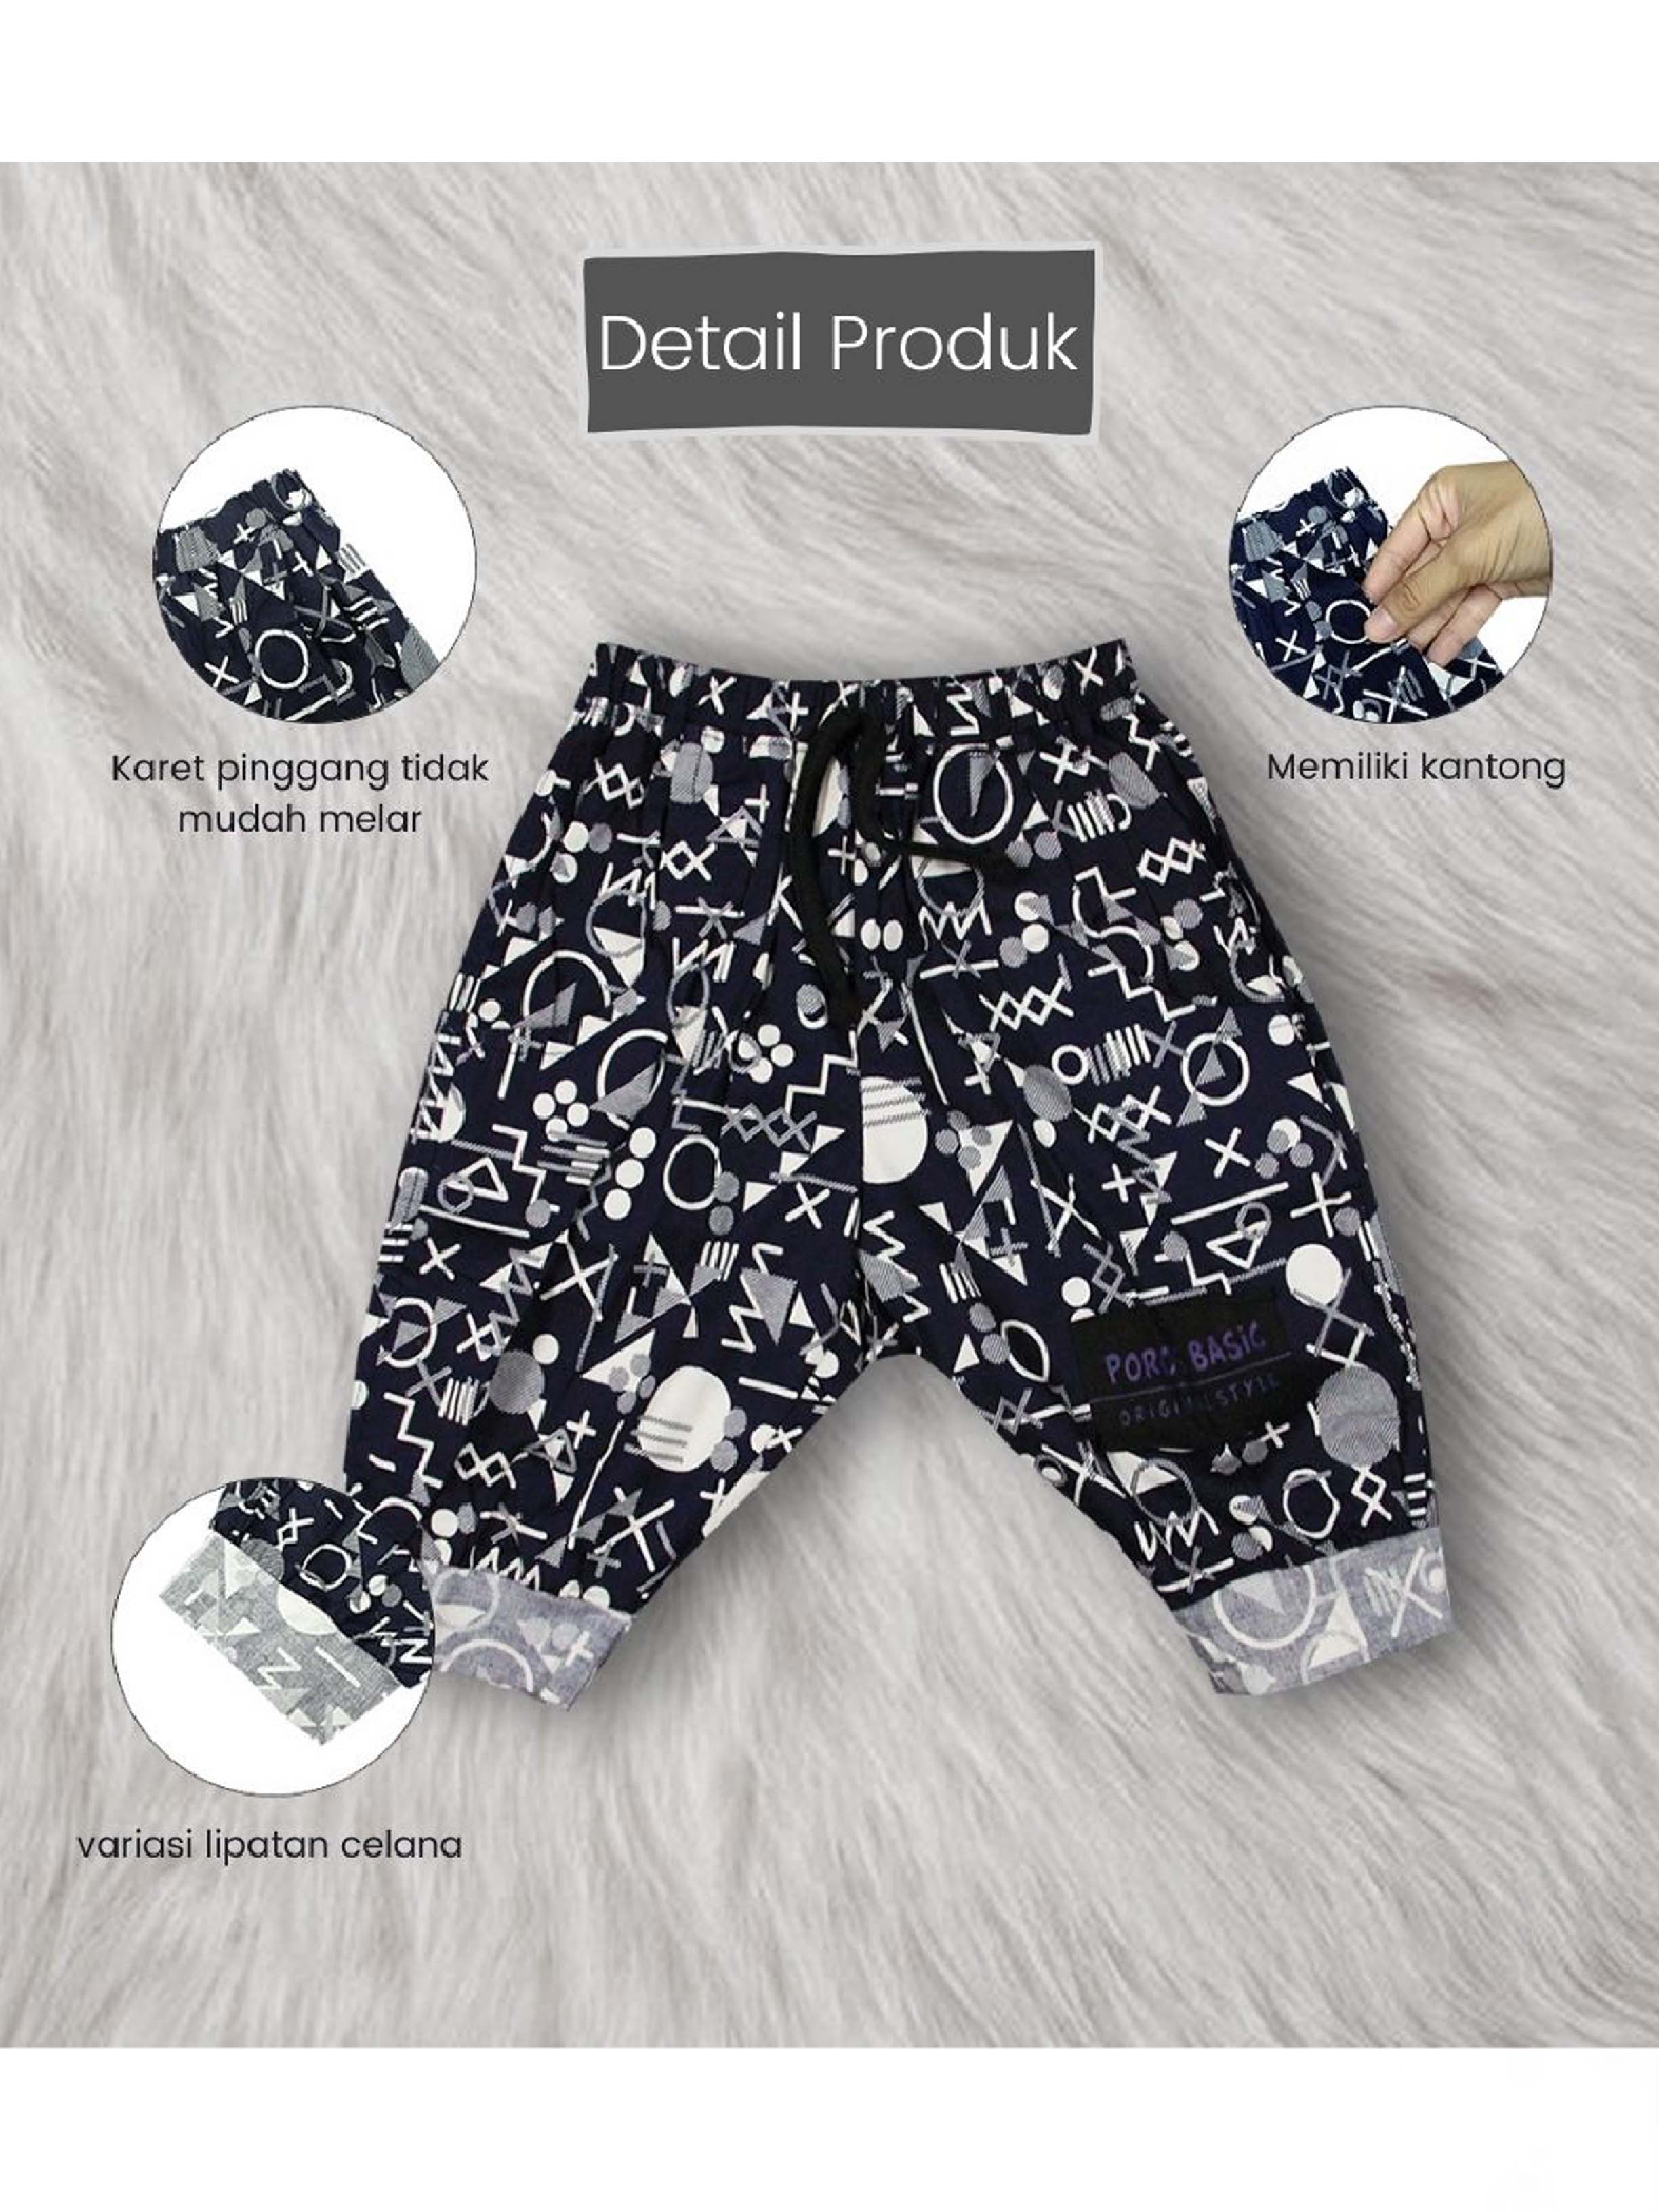 Detail Produk
Karet pinggang tidak
mudah melar
Memiliki kantong
BASiC
variasi lipatan celana